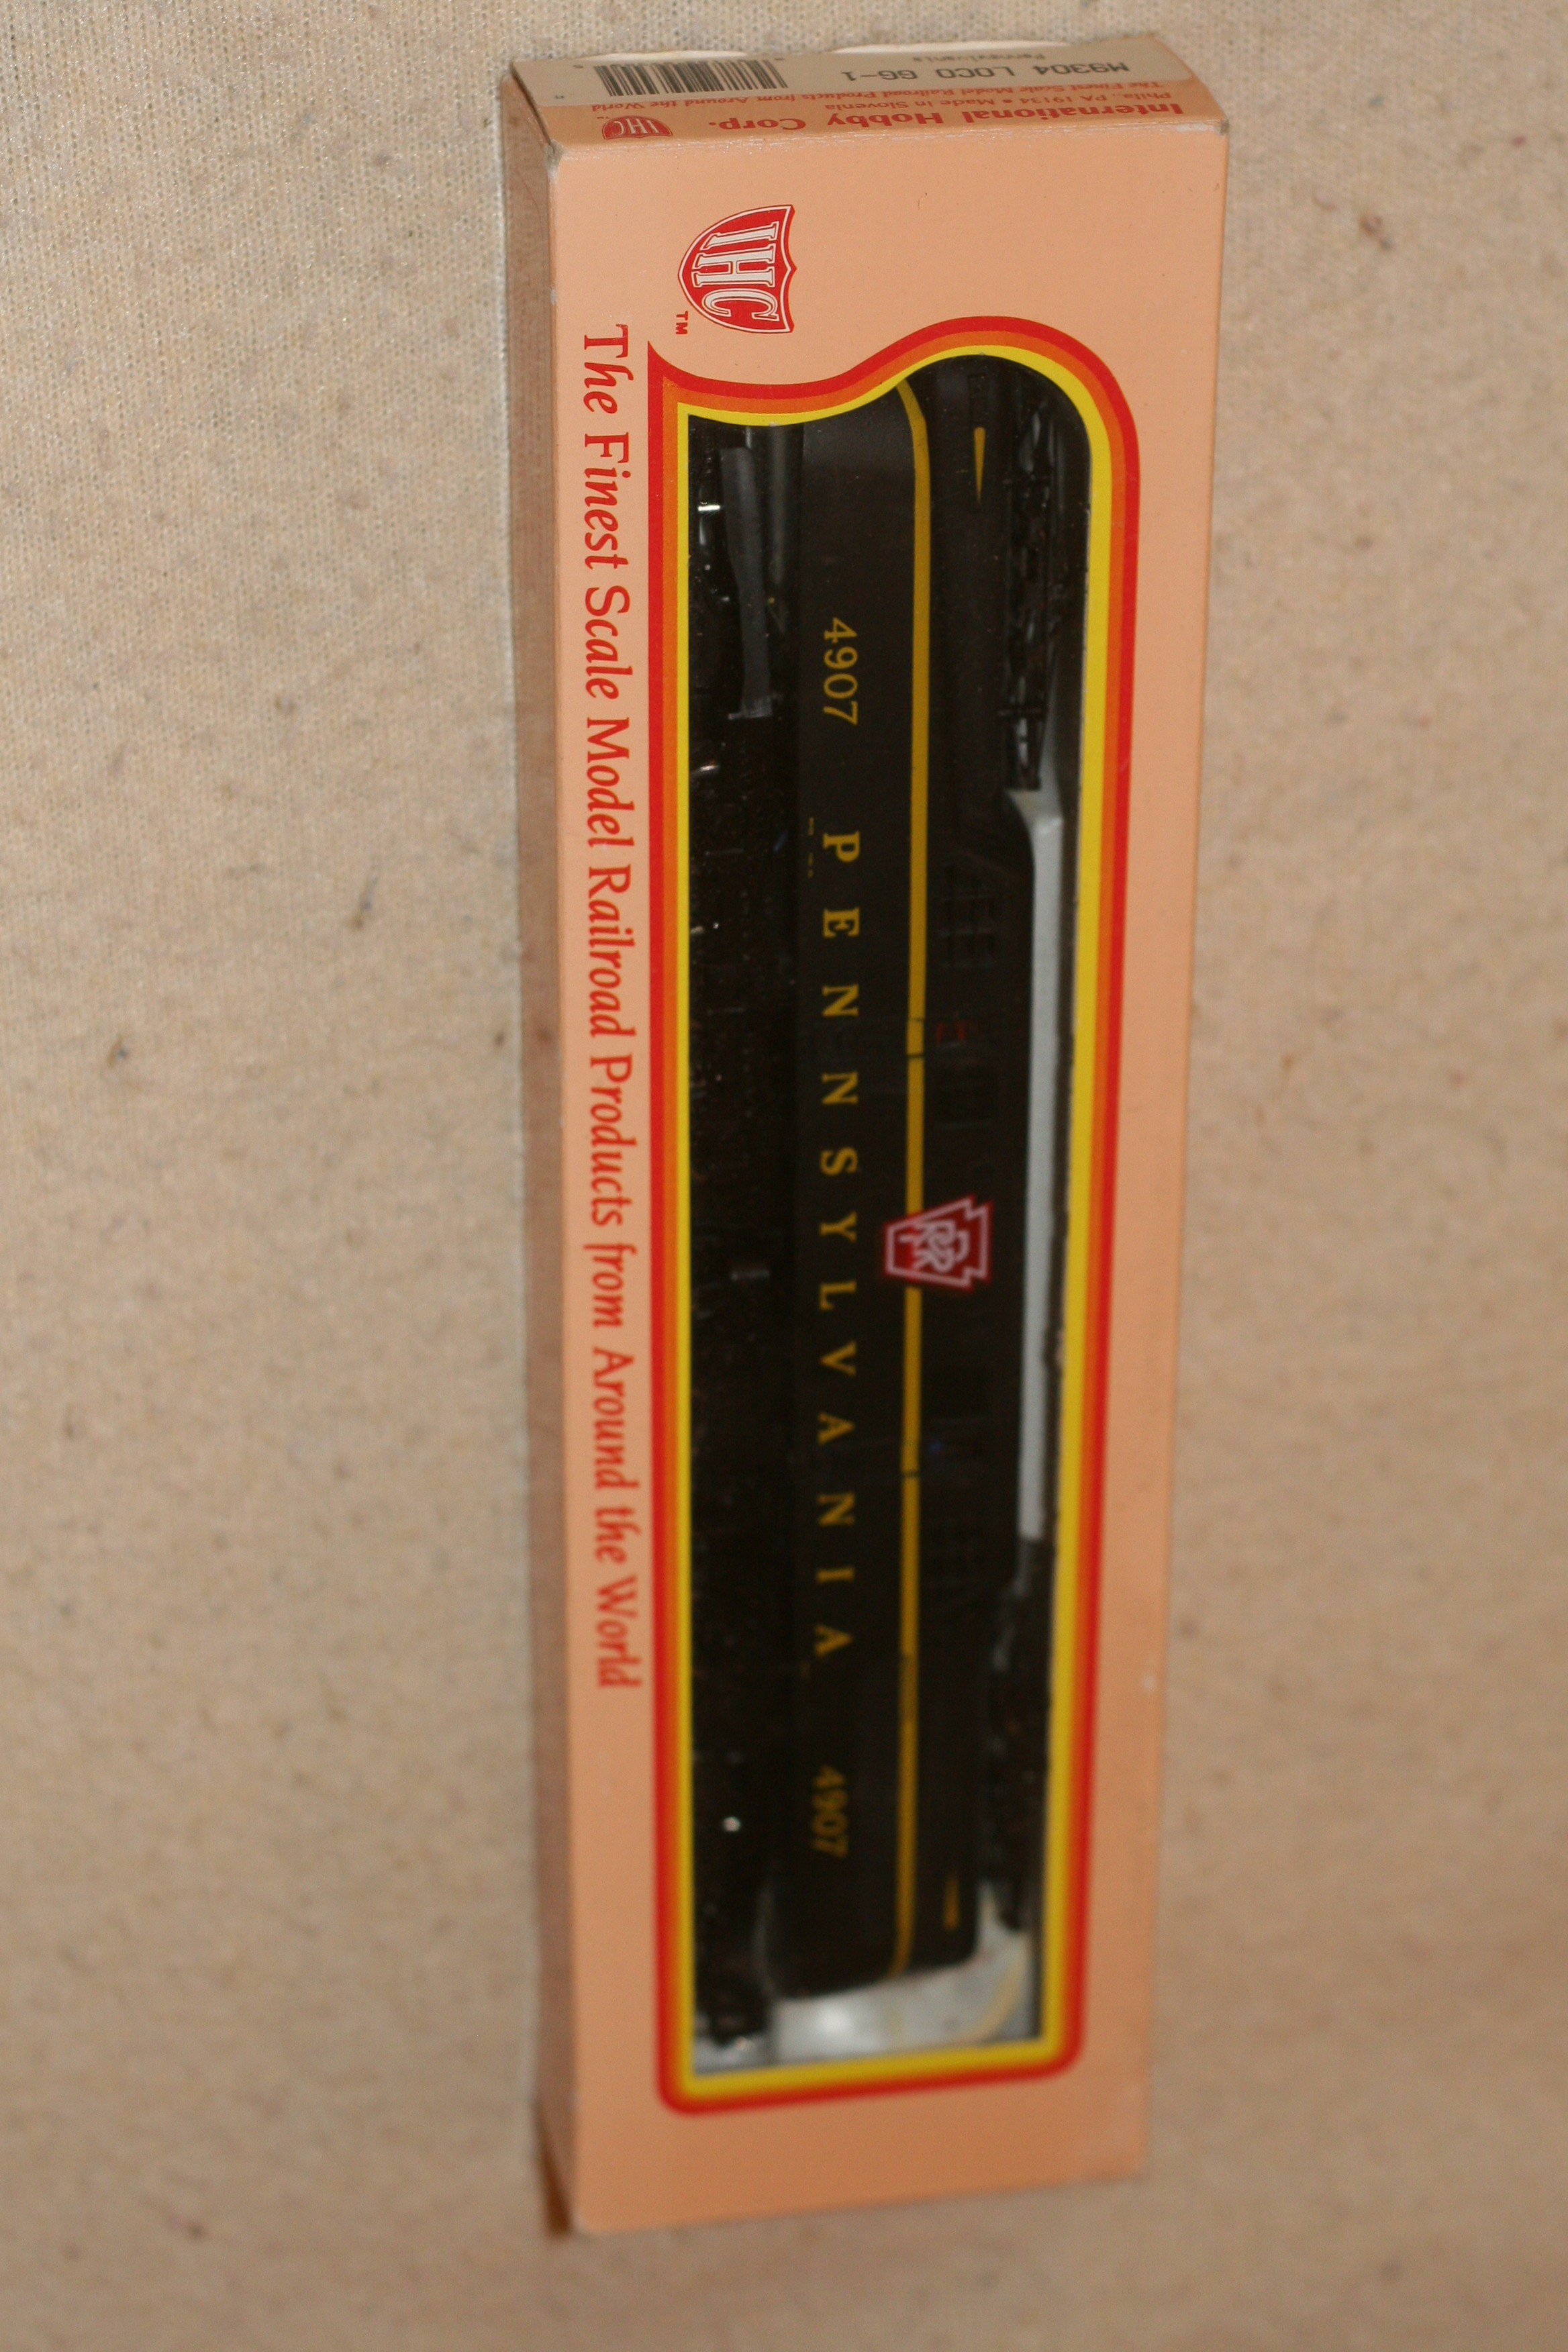 M9304 LOCO GG-1
Pennsylvania
International Hobby Corp.
Phila., PA 19134 • Made in Slovenia
The Finest Scale Model Railroad Products from Around the World
IHC
IHC
TM
The Finest Scale Model Railroad Products from Around the World
4907 PENNSYLVANIA 4907
PRR